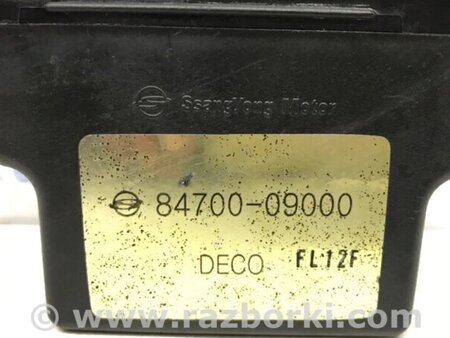 SsangYong Motor
84700-09000
DECO FL12F
© www.razborki.com